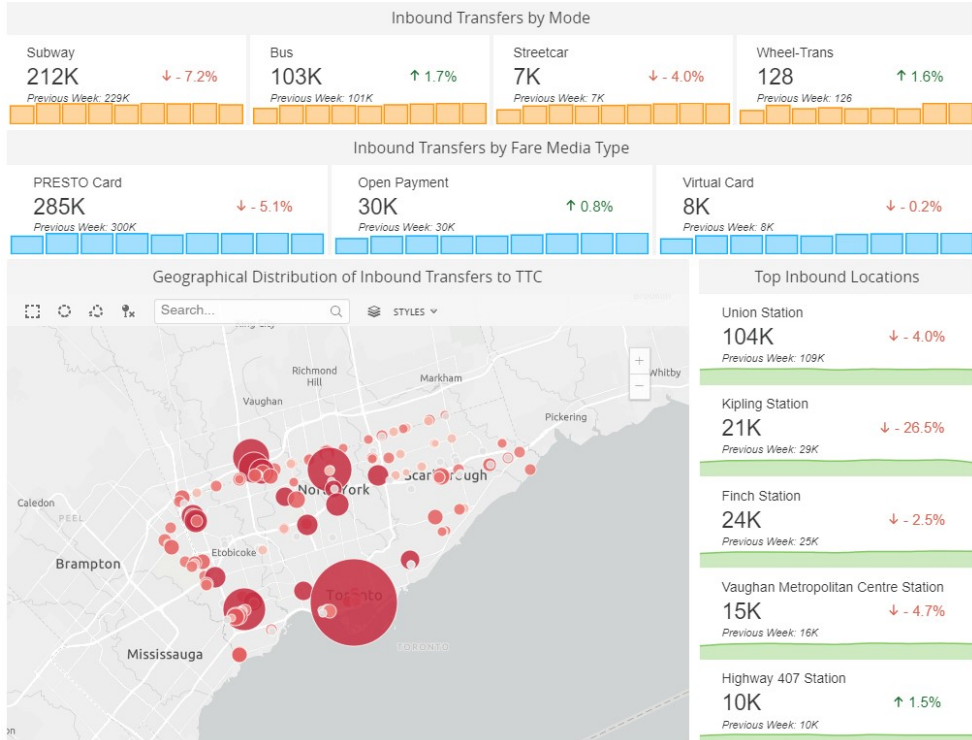 Inbound Transfers by Mode
Subway
212K
↓ - 7.2%
Previous Week: 229K
Bus
103K
↑ 1.7%
Previous Week: 101K
Streetcar
7K
↓ - 4.0%
Previous Week: 7K
Wheel-Trans
128
↑ 1.6%
Previous Week: 126
Inbound Transfers by Fare Media Type
PRESTO Card
285K
↓ - 5.1%
Previous Week: 300K
Open Payment
30K
↑ 0.8%
Previous Week: 30K
Virtual Card
8K
↓ - 0.2%
Previous Week: 8K
Geographical Distribution of Inbound Transfers to TTC
Search...
STYLES
Richmond
Hill
Markham
Whitby
Vaughan
Pickering
Scarborough
North York
Caledon
PEEL
Etobicoke
Brampton
Toronto
Mississauga
TORONTO
on
Top Inbound Locations
Union Station
104K
↓ - 4.0%
Previous Week: 109K
Kipling Station
21K
↓ - 26.5%
Previous Week: 29K
Finch Station
24K
↓ - 2.5%
Previous Week: 25K
Vaughan Metropolitan Centre Station
15K
↓ - 4.7%
Previous Week: 16K
Highway 407 Station
10K
↑ 1.5%
Previous Week: 10K